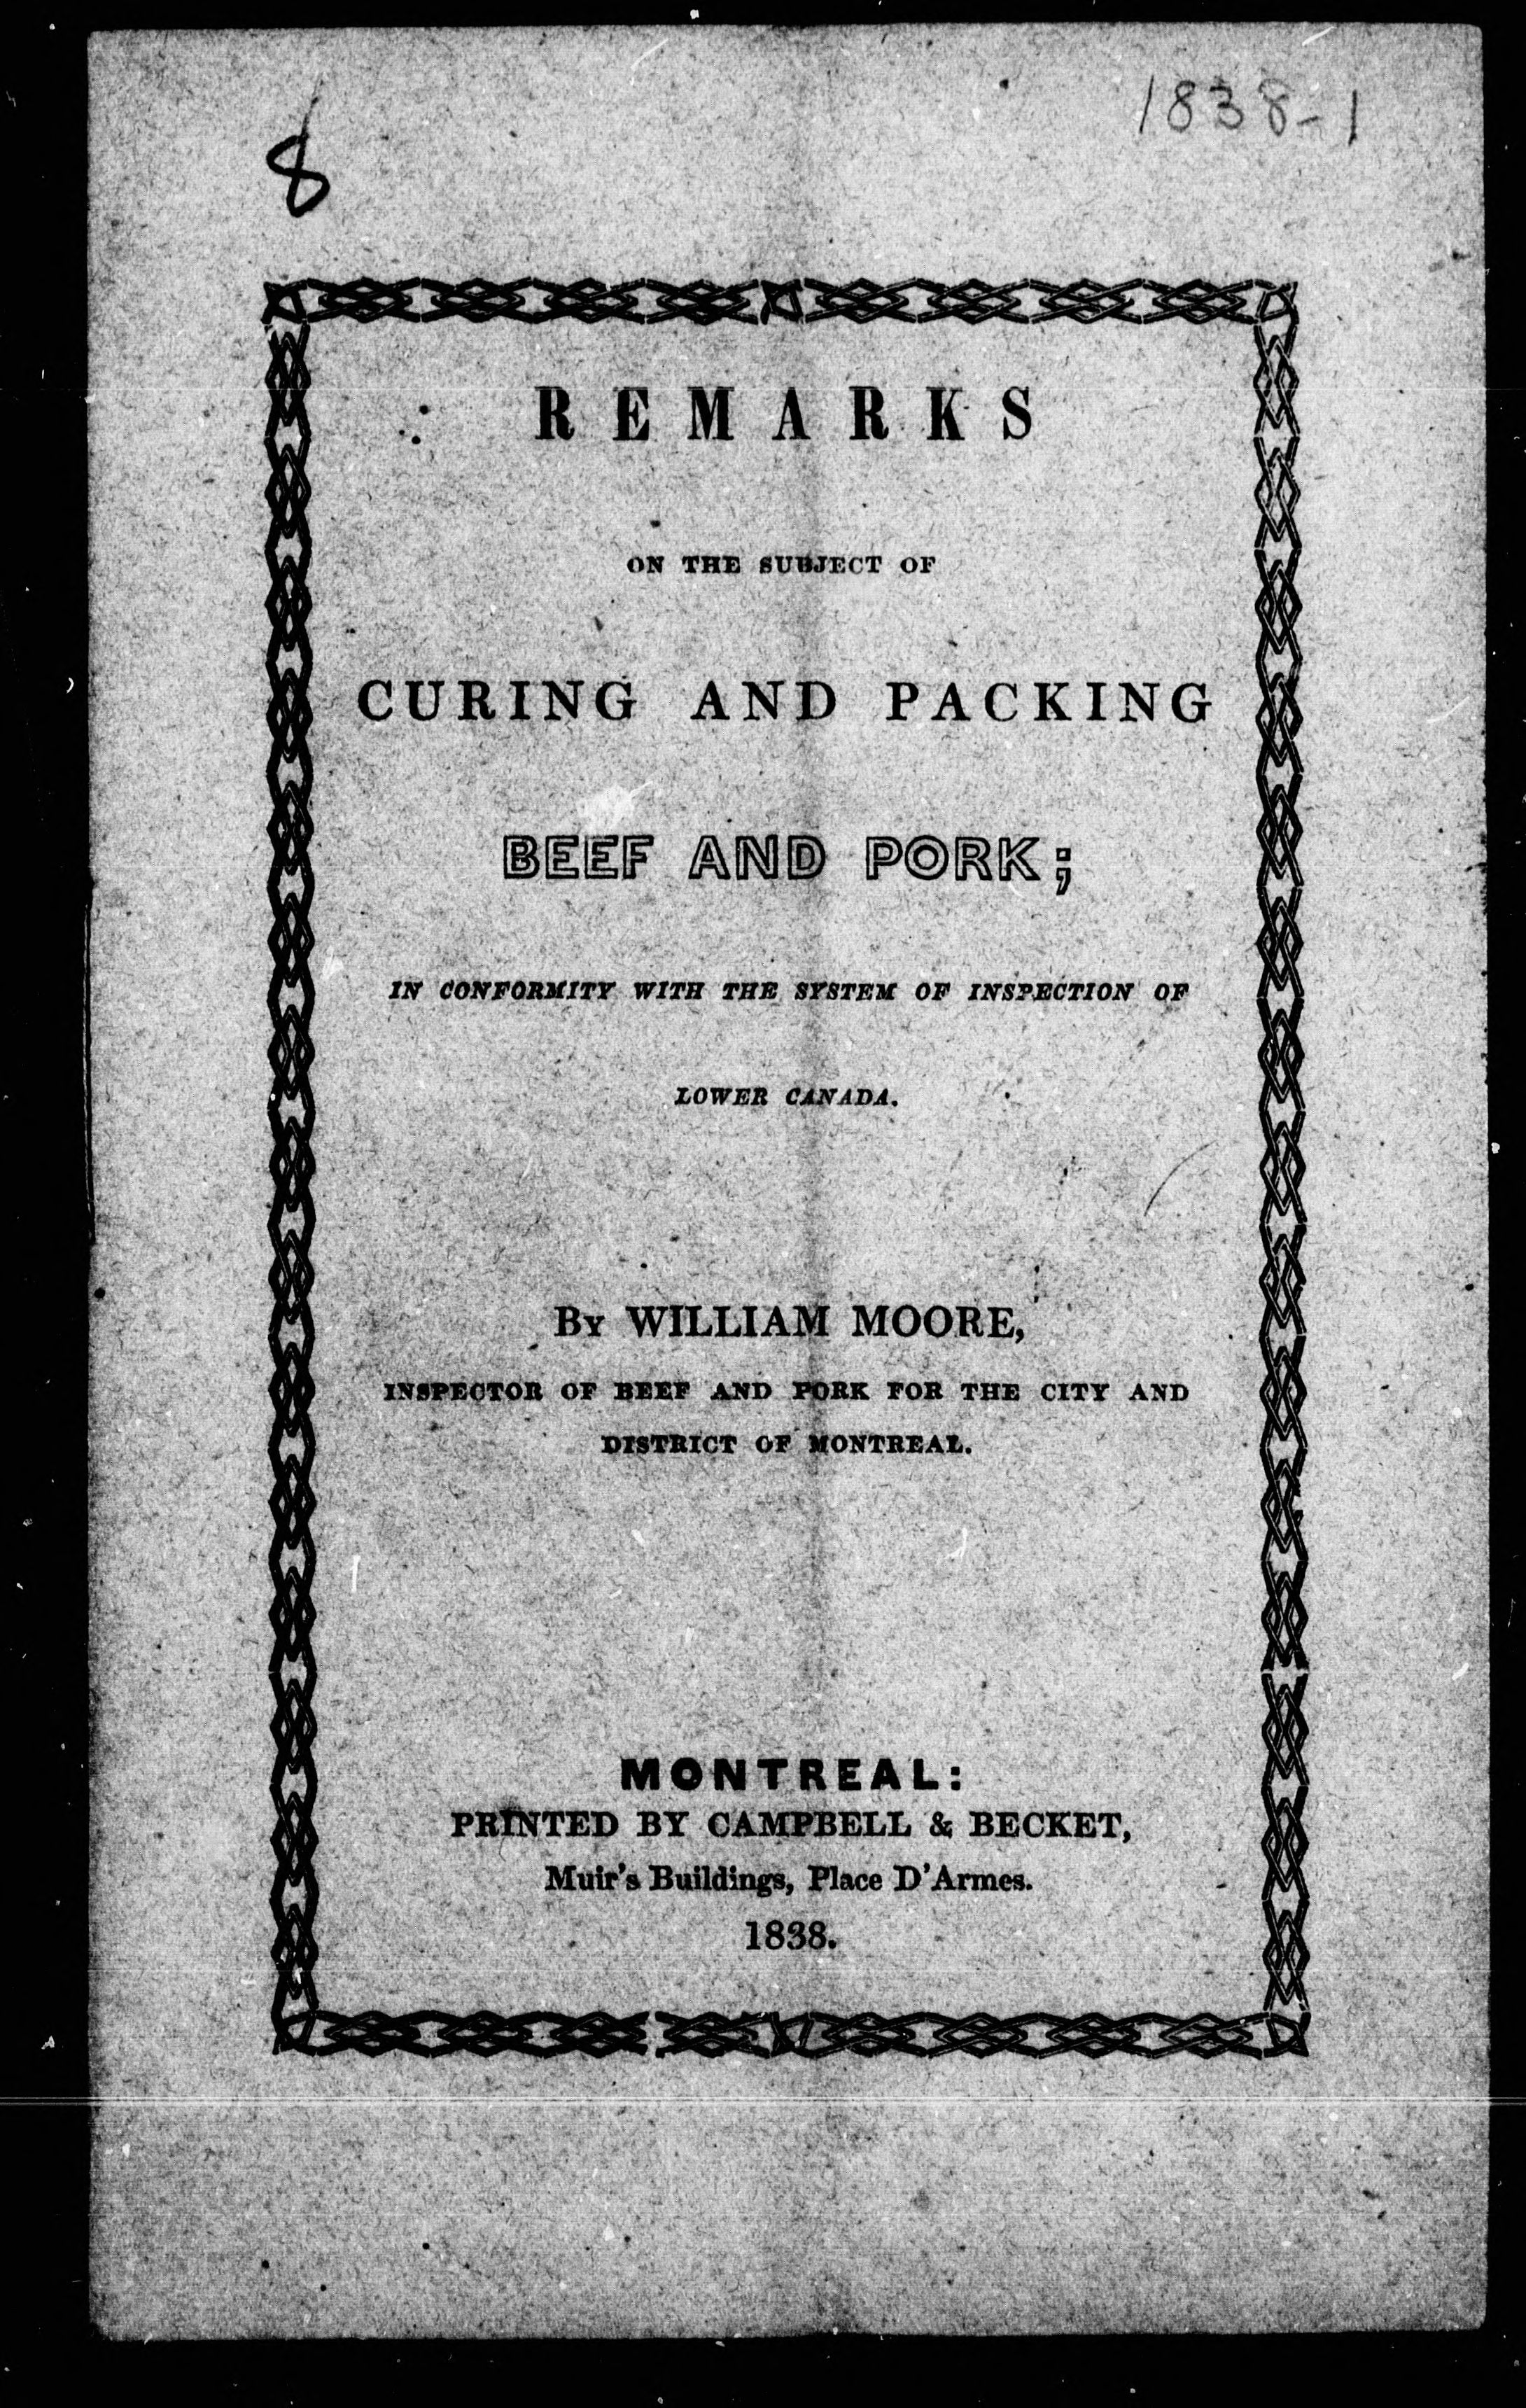 1838-1
8
REMARKS
ON THE SUBJECT OF
CURING AND PACKING
BEEF AND PORK;
IN CONFORMITY WITH THE SYSTEM OF INSPECTION OF
LOWER CANADA.
By WILLIAM MOORE,
INSPECTOR OF BEEF AND PORK FOR THE CITY AND
DISTRICT OF MONTREAL.
MONTREAL:
PRINTED BY CAMPBELL & BECKET,
Muir's Buildings, Place D'Armes.
1838.